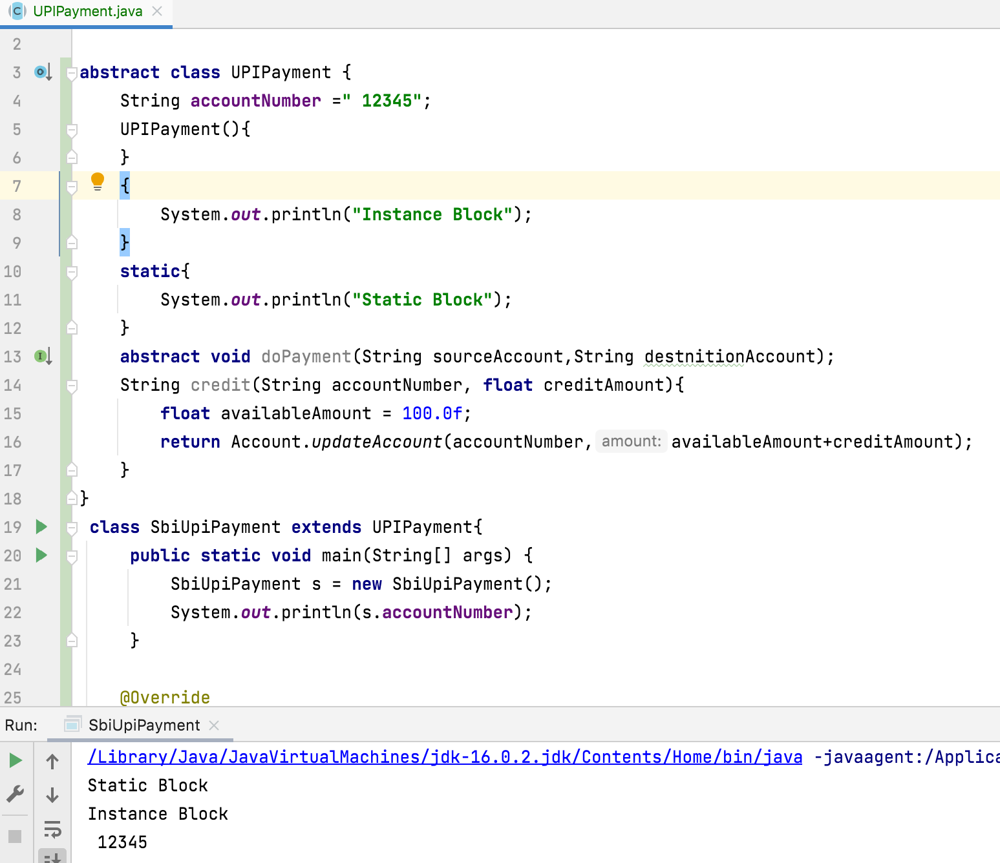 UPIPayment.java
2
3 abstract class UPIPayment {
4 String accountNumber =" 12345";
5 UPIPayment(){
6 }
7 {
8 System.out.println("Instance Block");
9 }
10 static{
11 System.out.println("Static Block");
12 }
13 abstract void doPayment(String sourceAccount,String destnitionAccount);
14 String credit(String accountNumber, float creditAmount){
15 float availableAmount = 100.0f;
16 return Account.updateAccount(accountNumber, amount: availableAmount+creditAmount);
17 }
18 }
19 class SbiUpiPayment extends UPIPayment{
20 public static void main(String[] args) {
21 SbiUpiPayment s = new SbiUpiPayment();
22 System.out.println(s.accountNumber);
23 }
24
25 @Override
Run: SbiUpiPayment
/Library/Java/JavaVirtualMachines/jdk-16.0.2.jdk/Contents/Home/bin/java -javaagent:/Applica
Static Block
Instance Block
12345